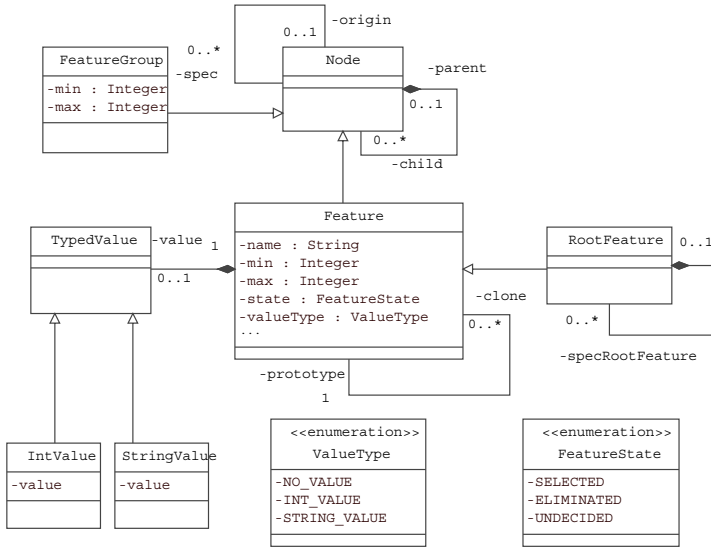 -origin
0..1
0..*
FeatureGroup
-min : Integer
-max : Integer
-spec
Node
-parent
0..1
0..*
-child
TypedValue
-value
1
0..1
Feature
-name : String
-min : Integer
-max : Integer
-state : FeatureState
-valueType : ValueType
...
-clone
0..*
-prototype
1
RootFeature
0..1
0..*
-specRootFeature
IntValue
-value
StringValue
-value
<<enumeration>>
ValueType
-NO_VALUE
-INT_VALUE
-STRING_VALUE
<<enumeration>>
FeatureState
-SELECTED
-ELIMINATED
-UNDECIDED